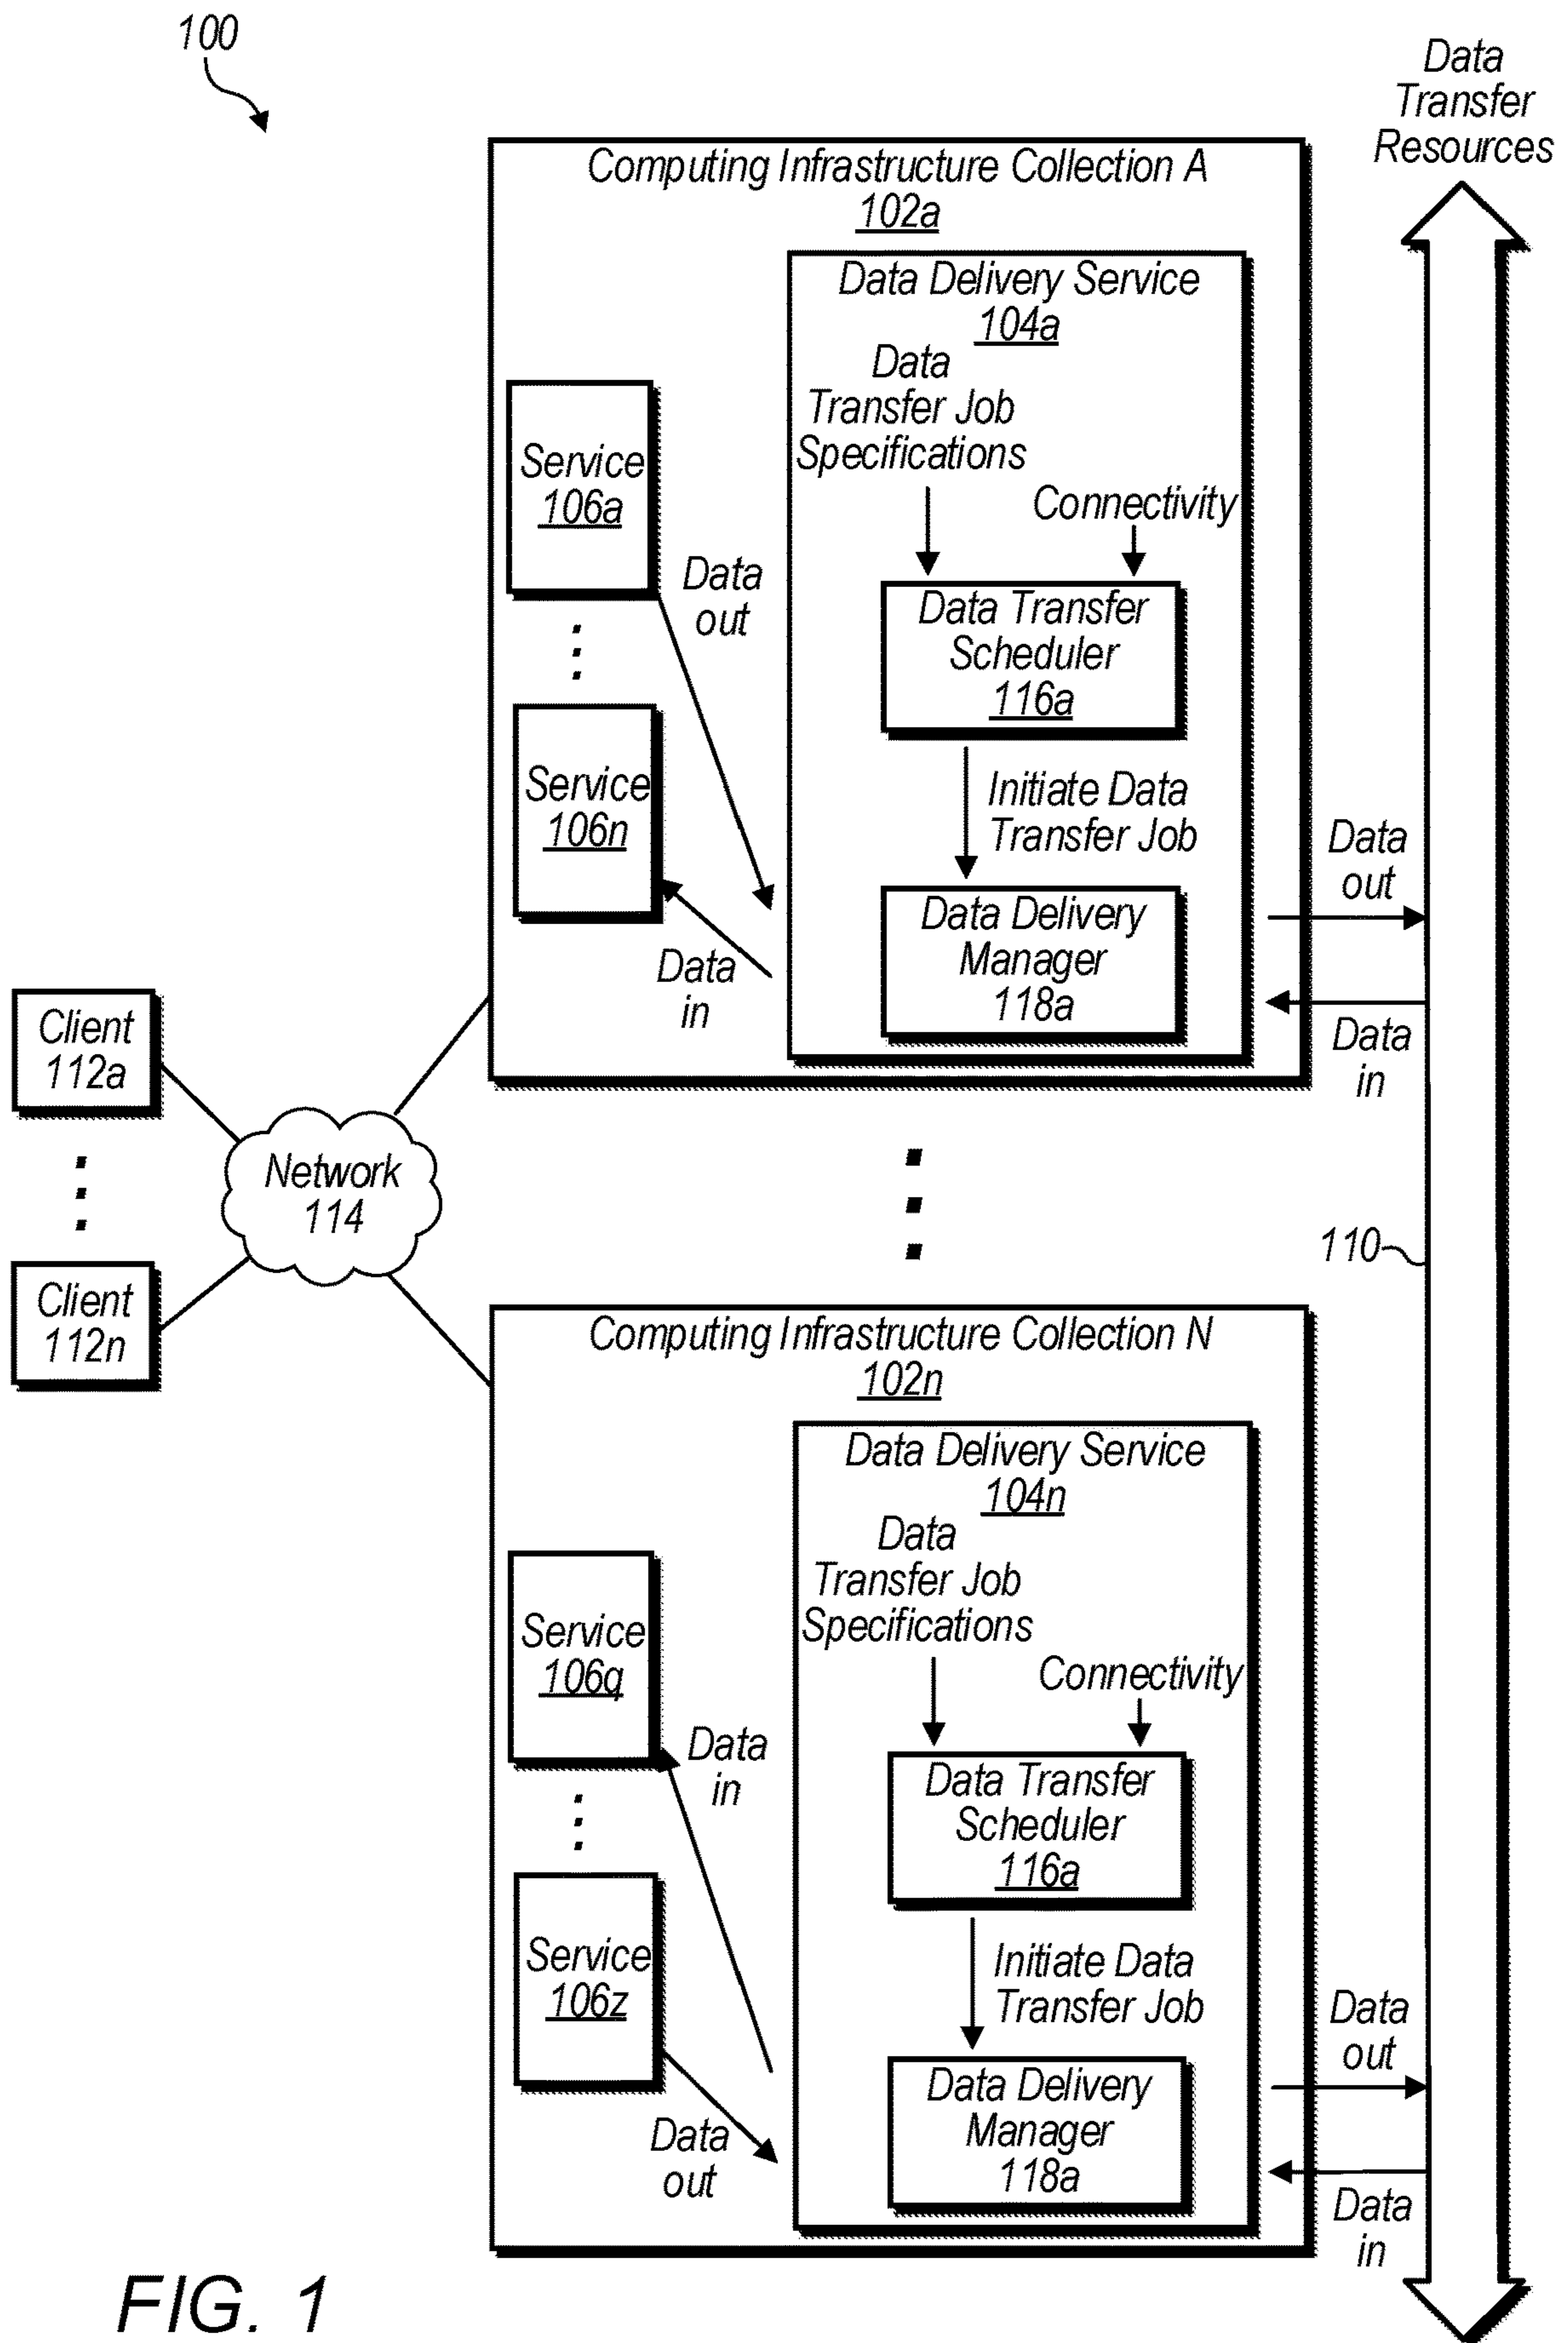 100
Data
Transfer
Resources
Computing Infrastructure Collection A
102a
Data Delivery Service
104a
Data
Transfer Job
Specifications
Connectivity
Service
106a
Data
out
Data Transfer
Scheduler
116a
Service
106n
Initiate Data
Transfer Job
Data
out
Data Delivery
Manager
118a
Data
in
Data
in
Client
112a
Network
114
Client
112n
110
Computing Infrastructure Collection N
102n
Data Delivery Service
104n
Data
Transfer Job
Specifications
Connectivity
Service
106q
Data
in
Data Transfer
Scheduler
116a
Service
106z
Initiate Data
Transfer Job
Data
out
Data Delivery
Manager
118a
Data
out
Data
in
FIG. 1